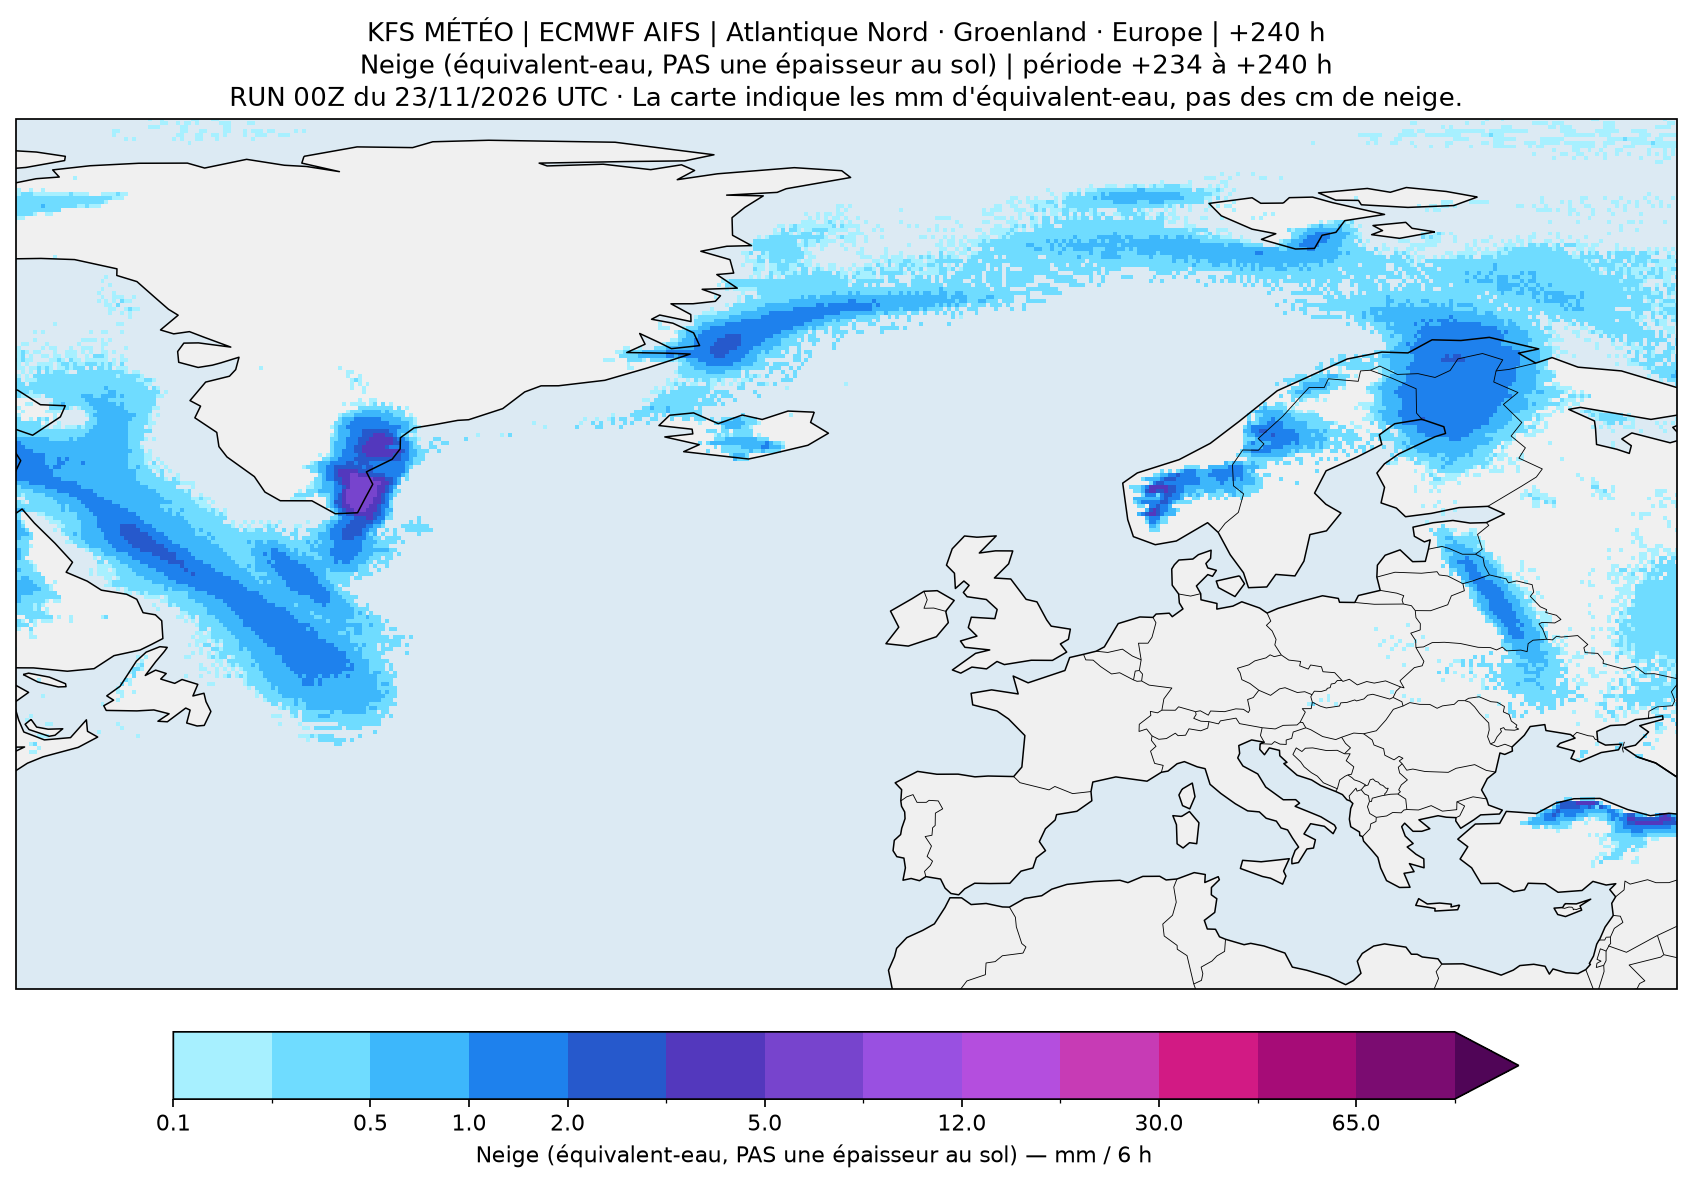 KFS MÉTÉO | ECMWF AIFS | Atlantique Nord · Groenland · Europe | +240 h
Neige (équivalent-eau, PAS une épaisseur au sol) | période +234 à +240 h
RUN 00Z du 23/11/2026 UTC · La carte indique les mm d'équivalent-eau, pas des cm de neige.
0.1 0.5 1.0 2.0 5.0 12.0 30.0 65.0
Neige (équivalent-eau, PAS une épaisseur au sol) — mm / 6 h